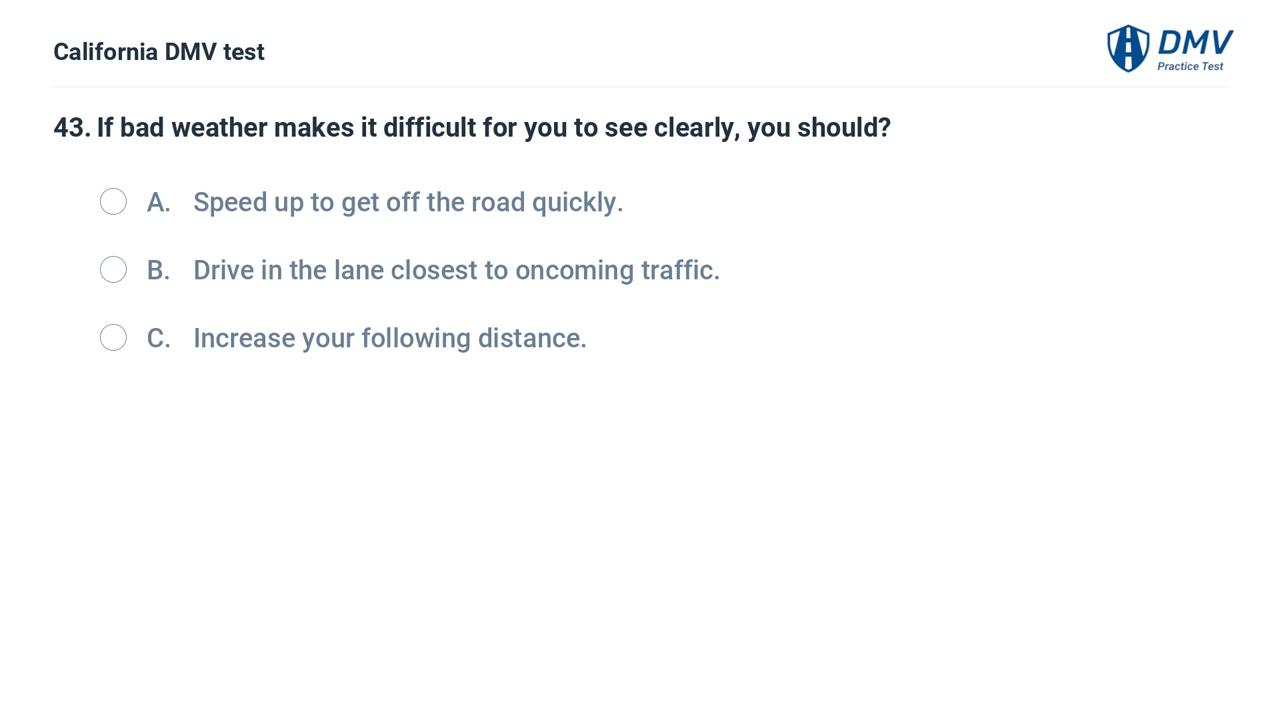 California DMV test
DMV
Practice Test
43. If bad weather makes it difficult for you to see clearly, you should?
A. Speed up to get off the road quickly.
B. Drive in the lane closest to oncoming traffic.
C. Increase your following distance.